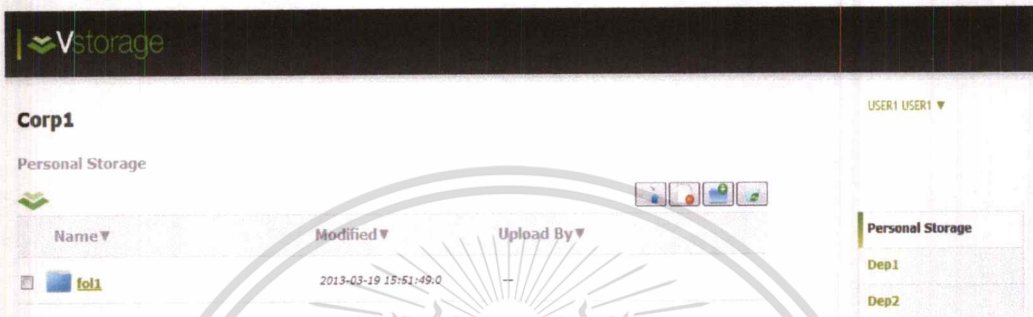 Vstorage
USER1 USER1 ▼
Corp1
Personal Storage
Name▼ Modified▼ Upload By▼
fol1 2013-03-19 15:51:49.0 --
Personal Storage
Dep1
Dep2